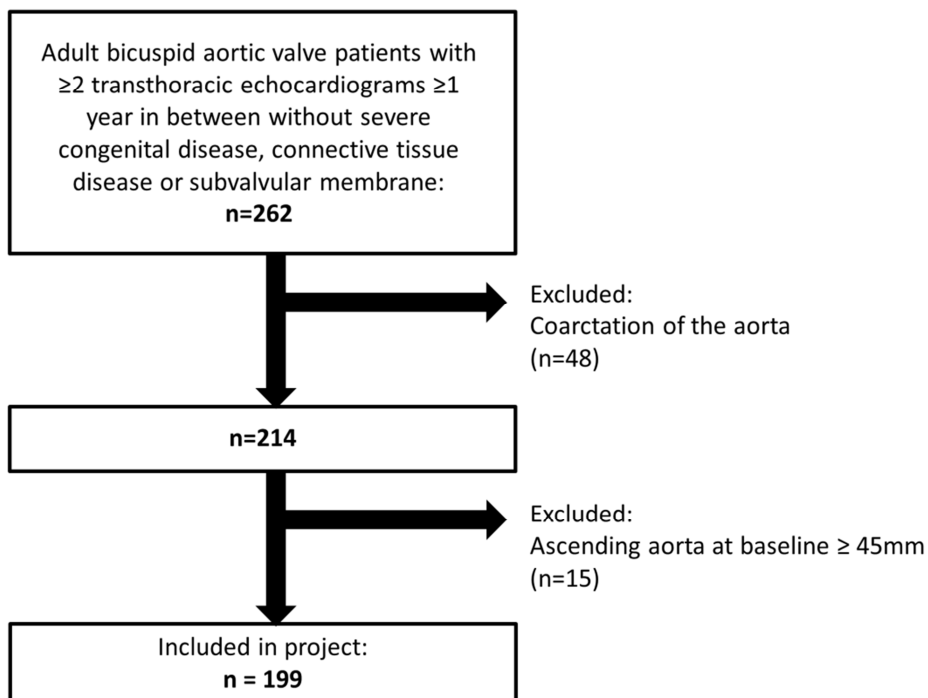 Adult bicuspid aortic valve patients with
≥2 transthoracic echocardiograms ≥1
year in between without severe
congenital disease, connective tissue
disease or subvalvular membrane:
n=262
Excluded:
Coarctation of the aorta
(n=48)
n=214
Excluded:
Ascending aorta at baseline ≥ 45mm
(n=15)
Included in project:
n = 199